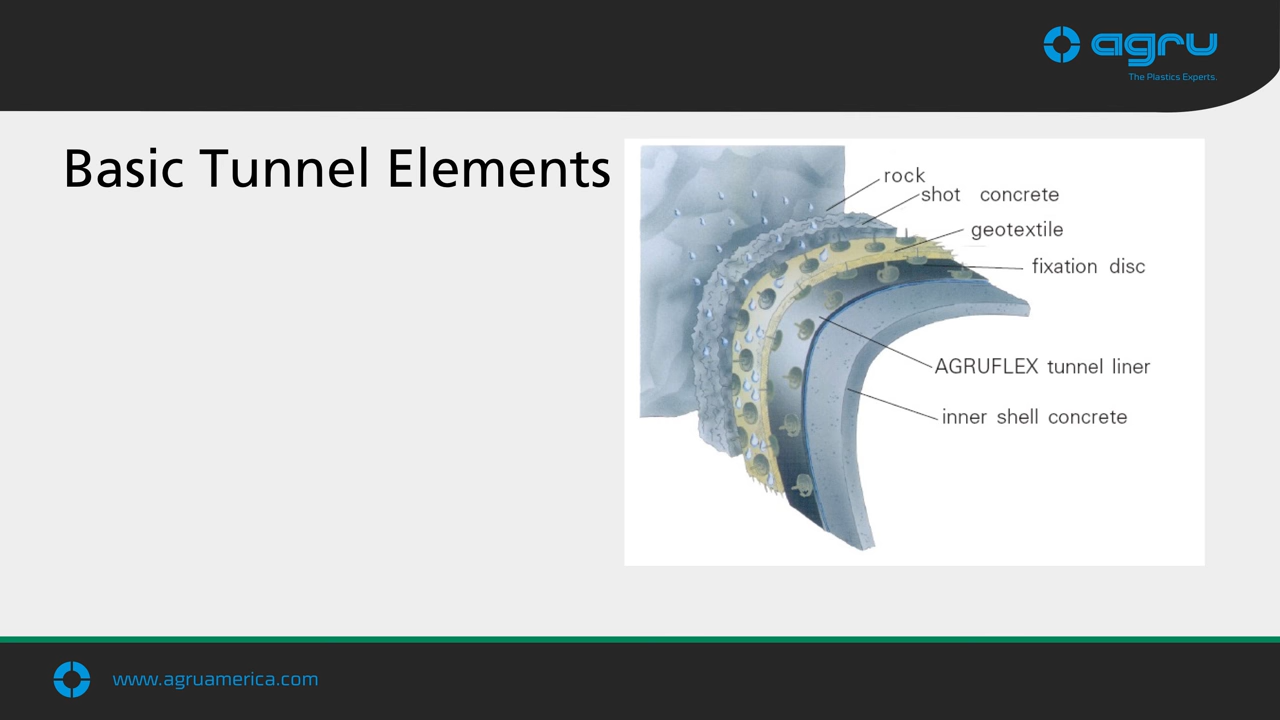 agru
The Plastics Experts.
Basic Tunnel Elements
rock
shot concrete
geotextile
fixation disc
AGRUFLEX tunnel liner
inner shell concrete
www.agruamerica.com